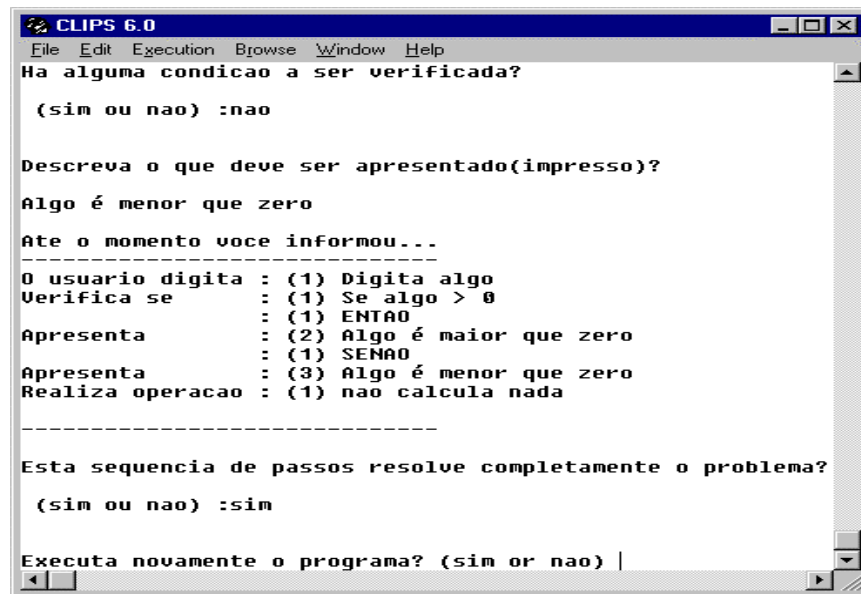 CLIPS 6.0
File Edit Execution Browse Window Help
Ha alguma condicao a ser verificada?
(sim ou nao) :nao
Descreva o que deve ser apresentado(impresso)?
Algo é menor que zero
Ate o momento voce informou...
--------------------------------
O usuario digita : (1) Digita algo
Verifica se : (1) Se algo > 0
: (1) ENTAO
Apresenta : (2) Algo é maior que zero
: (1) SENAO
Apresenta : (3) Algo é menor que zero
Realiza operacao : (1) nao calcula nada
--------------------------------
Esta sequencia de passos resolve completamente o problema?
(sim ou nao) :sim
Executa novamente o programa? (sim or nao) |